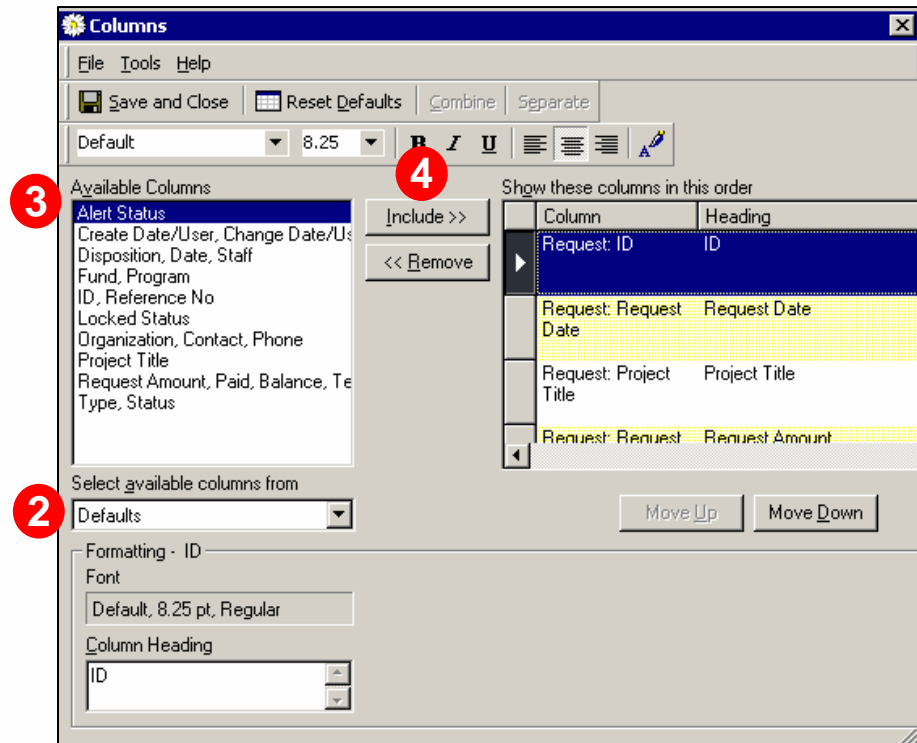 Columns
File Tools Help
Save and Close Reset Defaults Combine Separate
Default 8.25 B I U A
4
3
Available Columns
Show these columns in this order
Alert Status
Create Date/User, Change Date/Us
Disposition, Date, Staff
Fund, Program
ID, Reference No
Locked Status
Organization, Contact, Phone
Project Title
Request Amount, Paid, Balance, Te
Type, Status
Include >>
<< Remove
Column Heading
Request: ID ID
Request: Request Request Date
Date
Request: Project Project Title
Title
Request: Request Request Amount
Select available columns from
2
Defaults
Move Up Move Down
Formatting - ID
Font
Default, 8.25 pt, Regular
Column Heading
ID